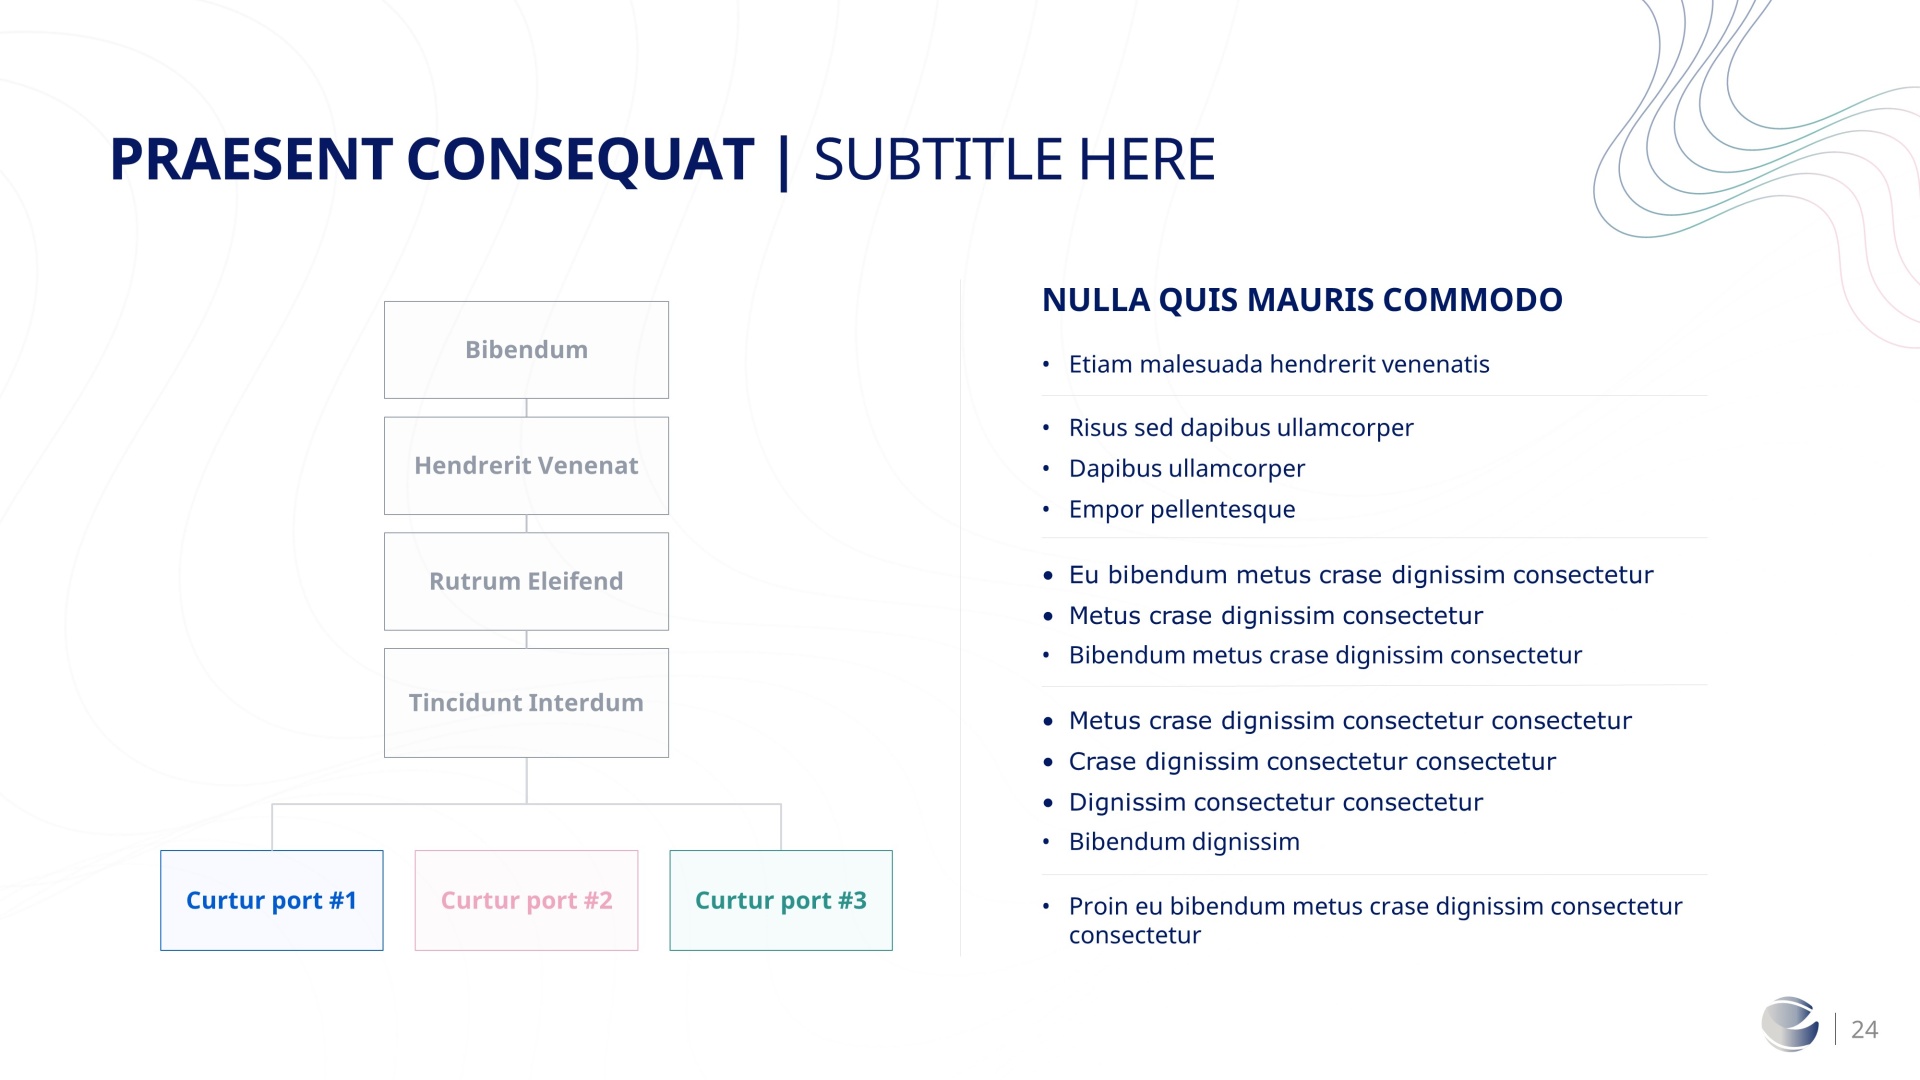 PRAESENT CONSEQUAT | SUBTITLE HERE
Bibendum
Hendrerit Venenat
Rutrum Eleifend
Tincidunt Interdum
Curtur port #1
Curtur port #2
Curtur port #3
NULLA QUIS MAURIS COMMODO
• Etiam malesuada hendrerit venenatis
• Risus sed dapibus ullamcorper
• Dapibus ullamcorper
• Empor pellentesque
• Eu bibendum metus crase dignissim consectetur
• Metus crase dignissim consectetur
• Bibendum metus crase dignissim consectetur
• Metus crase dignissim consectetur consectetur
• Crase dignissim consectetur consectetur
• Dignissim consectetur consectetur
• Bibendum dignissim
• Proin eu bibendum metus crase dignissim consectetur
consectetur
24